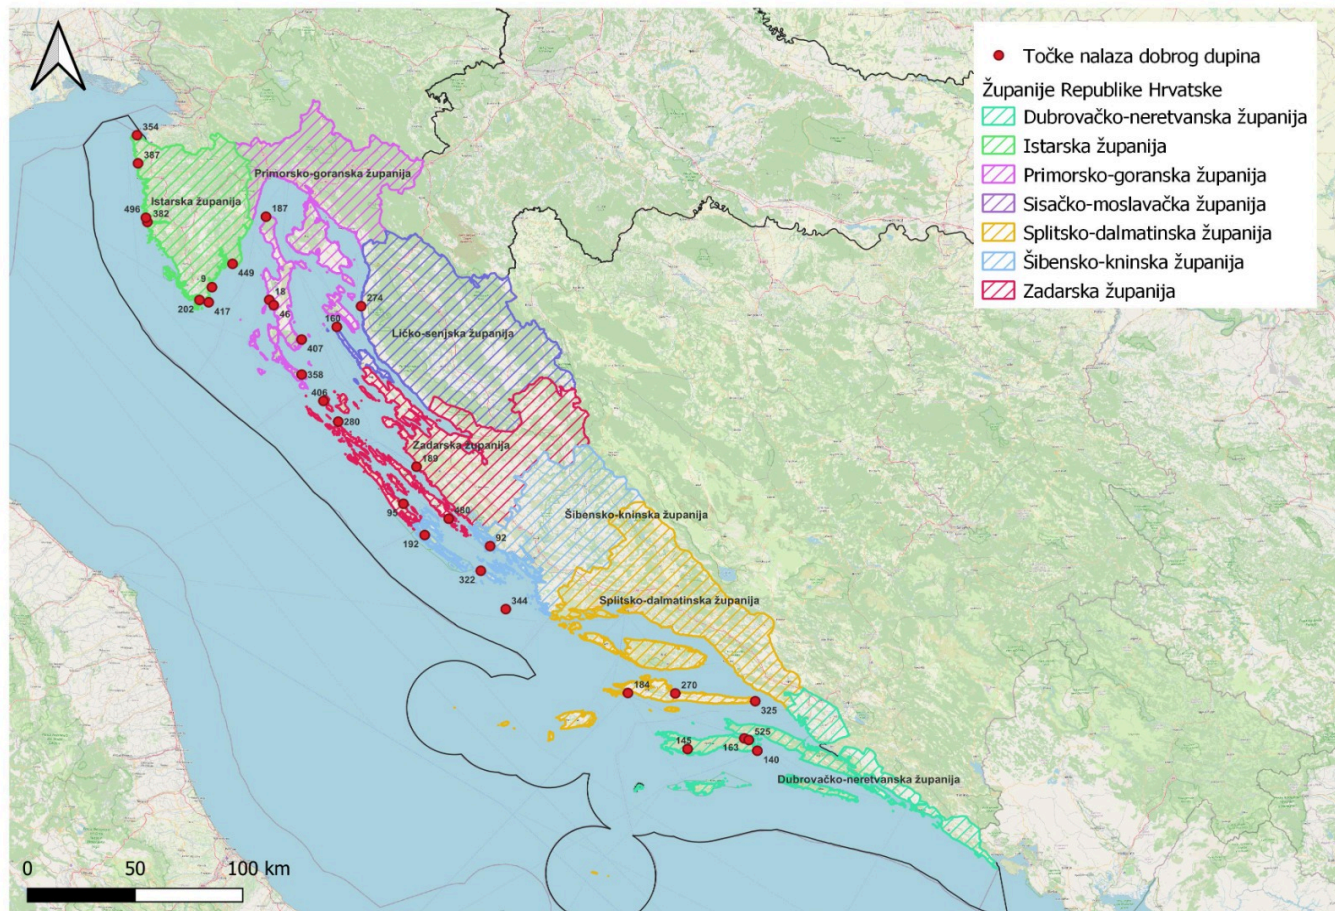 Točke nalaza dobrog dupina
Županije Republike Hrvatske
Dubrovačko-neretvanska županija
Istarska županija
Primorsko-goranska županija
Sisačko-moslavačka županija
Splitsko-dalmatinska županija
Šibensko-kninska županija
Zadarska županija
354
387
Primorsko-goranska županija
Istarska županija
496
382
187
449
9
18
274
202
417
46
160
Ličko-senjska županija
407
358
406
280
Zadarska županija
189
95
480
Šibensko-kninska županija
192
92
322
344
Splitsko-dalmatinska županija
184
270
325
145
163
525
140
Dubrovačko-neretvanska županija
0
50
100 km